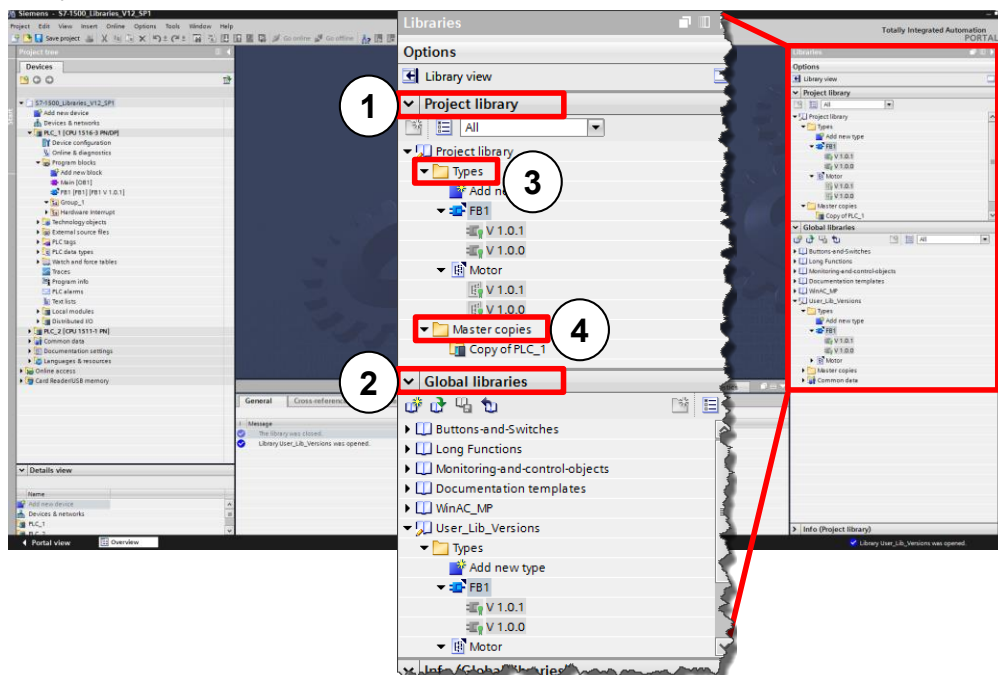 Siemens - S7-1500_Libraries_V12_SP1
Project Edit View Insert Online Options Tools Window Help
Save project
Go online
Go offline
Totally Integrated Automation
PORTAL
Project tree
Devices
S7-1500_Libraries_V12_SP1
Add new device
Devices & networks
PLC_1 [CPU 1516-3 PN/DP]
Device configuration
Online & diagnostics
Program blocks
Add new block
Main [OB1]
FB1 [FB1] [FB1 V 1.0.1]
Group_1
Hardware Interrupt
Technology objects
External source files
PLC tags
PLC data types
Watch and force tables
Traces
Program info
PLC alarms
Text lists
Local modules
Distributed I/O
PLC_2 [CPU 1511-1 PN]
Common data
Documentation settings
Languages & resources
Online access
Card Reader/USB memory
Details view
Name
Add new device
Devices & networks
PLC_1
PLC_2
Portal view
Overview
General
Cross-reference
Message
The library was closed.
Library User_Lib_Versions was opened.
Libraries
Options
Library view
1
Project library
All
Project library
Types
3
FB1
V 1.0.1
V 1.0.0
Motor
V 1.0.1
V 1.0.0
Master copies
4
Copy of PLC_1
2
Global libraries
Buttons-and-Switches
Long Functions
Monitoring-and-control-objects
Documentation templates
WinAC_MP
User_Lib_Versions
Types
Add new type
FB1
V 1.0.1
V 1.0.0
Motor
Info (Global libraries)
Libraries
Options
Library view
Project library
All
Project library
Types
Add new type
FB1
V 1.0.1
V 1.0.0
Motor
V 1.0.1
V 1.0.0
Master copies
Copy of PLC_1
Global libraries
All
Buttons-and-Switches
Long Functions
Monitoring-and-control-objects
Documentation templates
WinAC_MP
User_Lib_Versions
Types
Add new type
FB1
V 1.0.1
V 1.0.0
Motor
Master copies
Common data
Info (Project library)
Library User_Lib_Versions was opened.